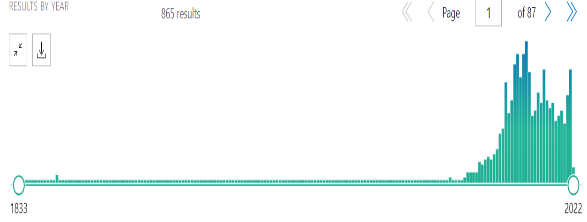 RESULTS BY YEAR
865 results
Page 1 of 87
1833
2022